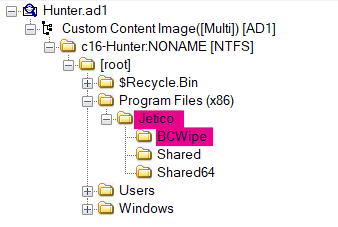 Hunter.ad1
Custom Content Image([Multi]) [AD1]
c16-Hunter:NONAME [NTFS]
[root]
$Recycle.Bin
Program Files (x86)
Jetico
BCWipe
Shared
Shared64
Users
Windows